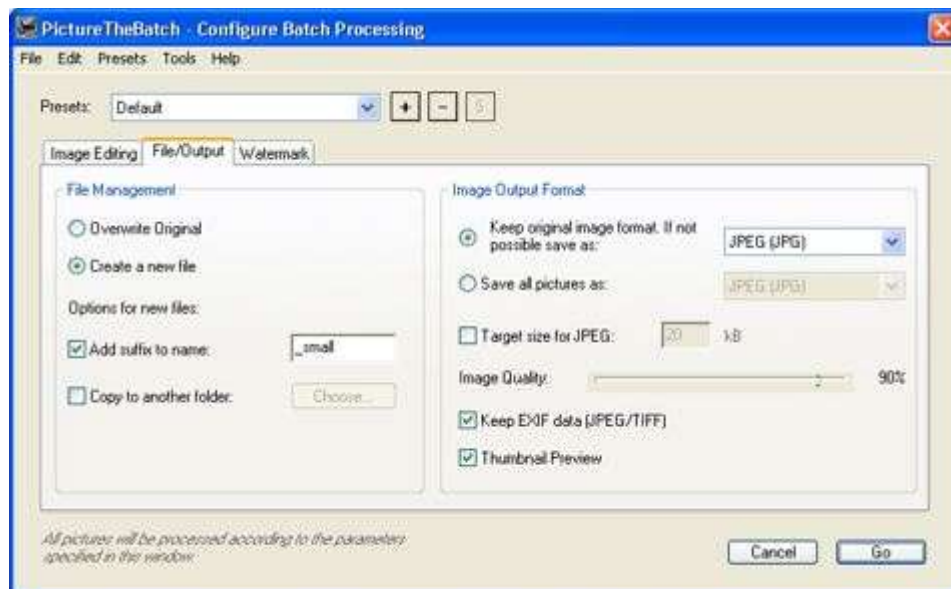 PictureTheBatch - Configure Batch Processing
File Edit Presets Tools Help
Presets: Default + - S
Image Editing File/Output Watermark
File Management
Overwrite Original
Create a new file
Options for new files:
Add suffix to name: _small
Copy to another folder: Choose...
Image Output Format
Keep original image format. If not
possible save as: JPEG (JPG)
Save all pictures as: JPEG (JPG)
Target size for JPEG: 20 kB
Image Quality: 90%
Keep EXIF data (JPEG/TIFF)
Thumbnail Preview
All pictures will be processed according to the parameters
specified in this window.
Cancel Go